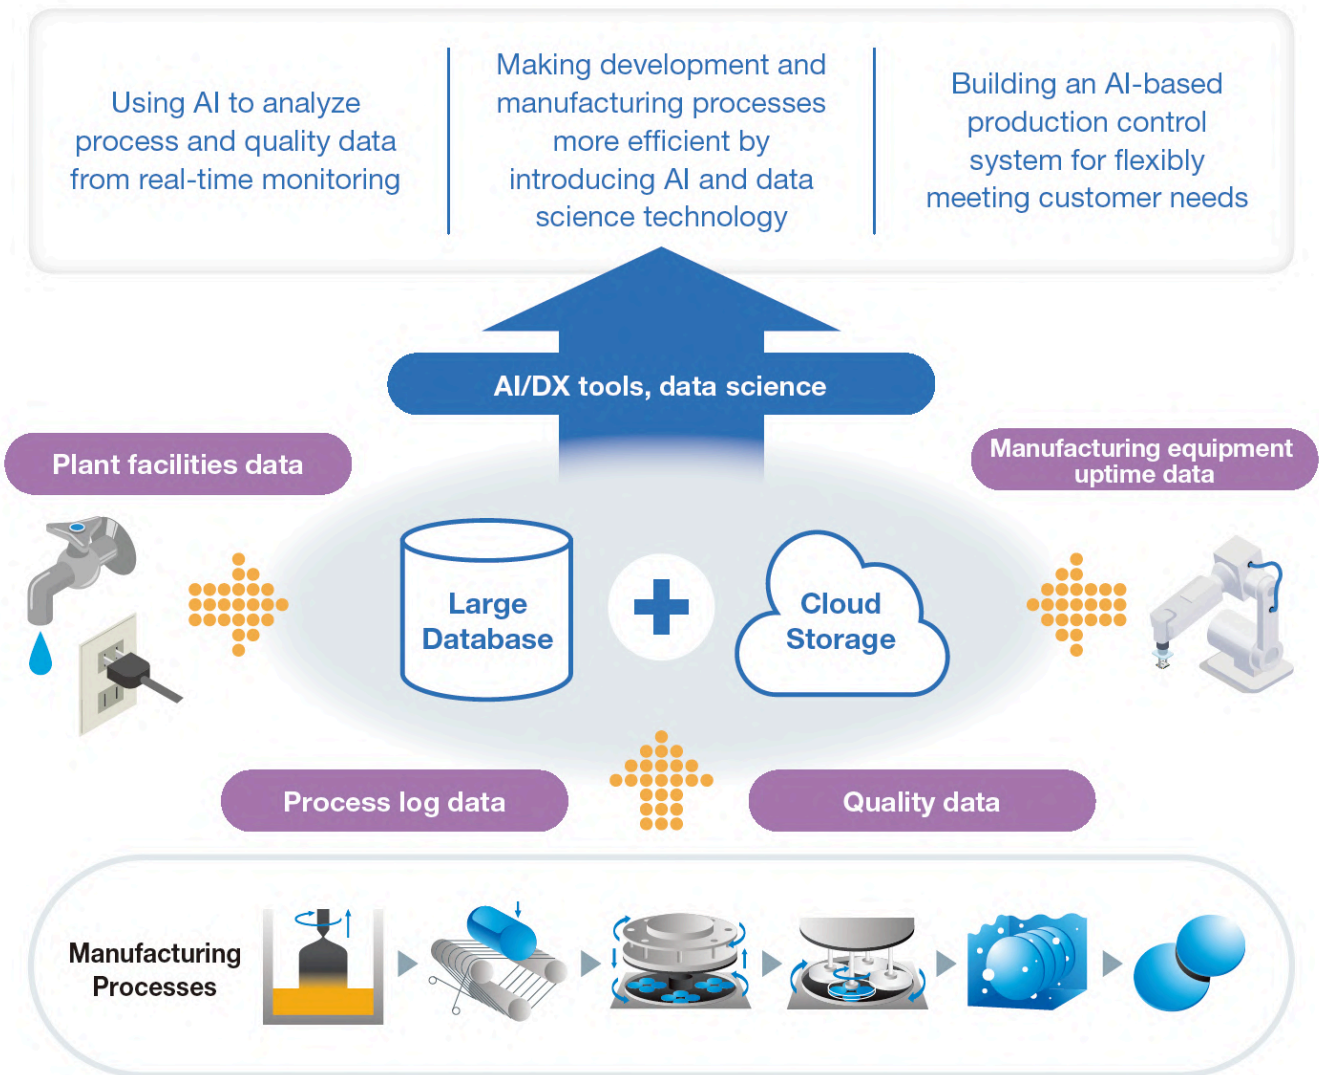 Using AI to analyze
process and quality data
from real-time monitoring
Making development and
manufacturing processes
more efficient by
introducing AI and data
science technology
Building an AI-based
production control
system for flexibly
meeting customer needs
AI/DX tools, data science
Plant facilities data
Manufacturing equipment
uptime data
Large
Database
Cloud
Storage
Process log data
Quality data
Manufacturing
Processes